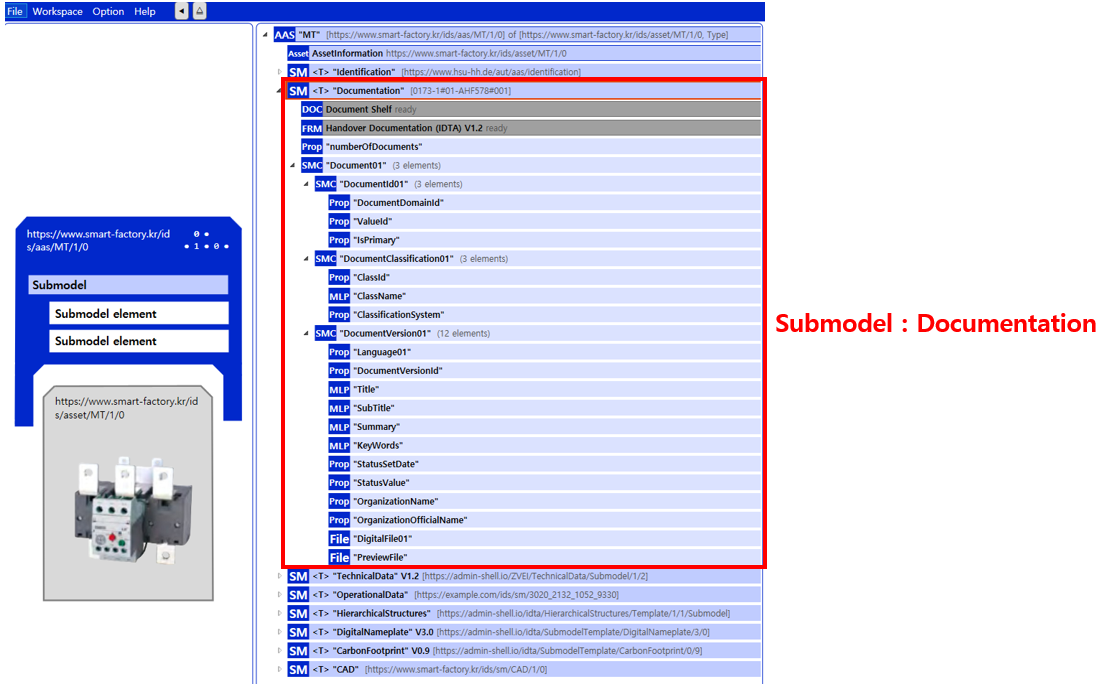 File Workspace Option Help
https://www.smart-factory.kr/id
s/aas/MT/1/0
0
1 0
Submodel
Submodel element
Submodel element
https://www.smart-factory.kr/id
s/asset/MT/1/0
AAS "MT" [https://www.smart-factory.kr/ids/aas/MT/1/0] of [https://www.smart-factory.kr/ids/asset/MT/1/0, Type]
Asset AssetInformation https://www.smart-factory.kr/ids/asset/MT/1/0
SM <T> "Identification" [https://www.hsu-hh.de/aut/aas/identification]
SM <T> "Documentation" [0173-1#01-AHF578#001]
DOC Document Shelf ready
FRM Handover Documentation (IDTA) V1.2 ready
Prop "numberOfDocuments"
SMC "Document01" (3 elements)
SMC "DocumentId01" (3 elements)
Prop "DocumentDomainId"
Prop "ValueId"
Prop "IsPrimary"
SMC "DocumentClassification01" (3 elements)
Prop "ClassId"
MLP "ClassName"
Prop "ClassificationSystem"
SMC "DocumentVersion01" (12 elements)
Prop "Language01"
Prop "DocumentVersionId"
MLP "Title"
MLP "SubTitle"
MLP "Summary"
MLP "KeyWords"
Prop "StatusSetDate"
Prop "StatusValue"
Prop "OrganizationName"
Prop "OrganizationOfficialName"
File "DigitalFile01"
File "PreviewFile"
SM <T> "TechnicalData" V1.2 [https://admin-shell.io/ZVEI/TechnicalData/Submodel/1/2]
SM <T> "OperationalData" [https://example.com/ids/sm/3020_2132_1052_9330]
SM <T> "HierarchicalStructures" [https://admin-shell.io/idta/HierarchicalStructures/Template/1/1/Submodel]
SM <T> "DigitalNameplate" V3.0 [https://admin-shell.io/idta/SubmodelTemplate/DigitalNameplate/3/0]
SM <T> "CarbonFootprint" V0.9 [https://admin-shell.io/idta/SubmodelTemplate/CarbonFootprint/0/9]
SM <T> "CAD" [https://www.smart-factory.kr/ids/sm/CAD/1/0]
Submodel : Documentation